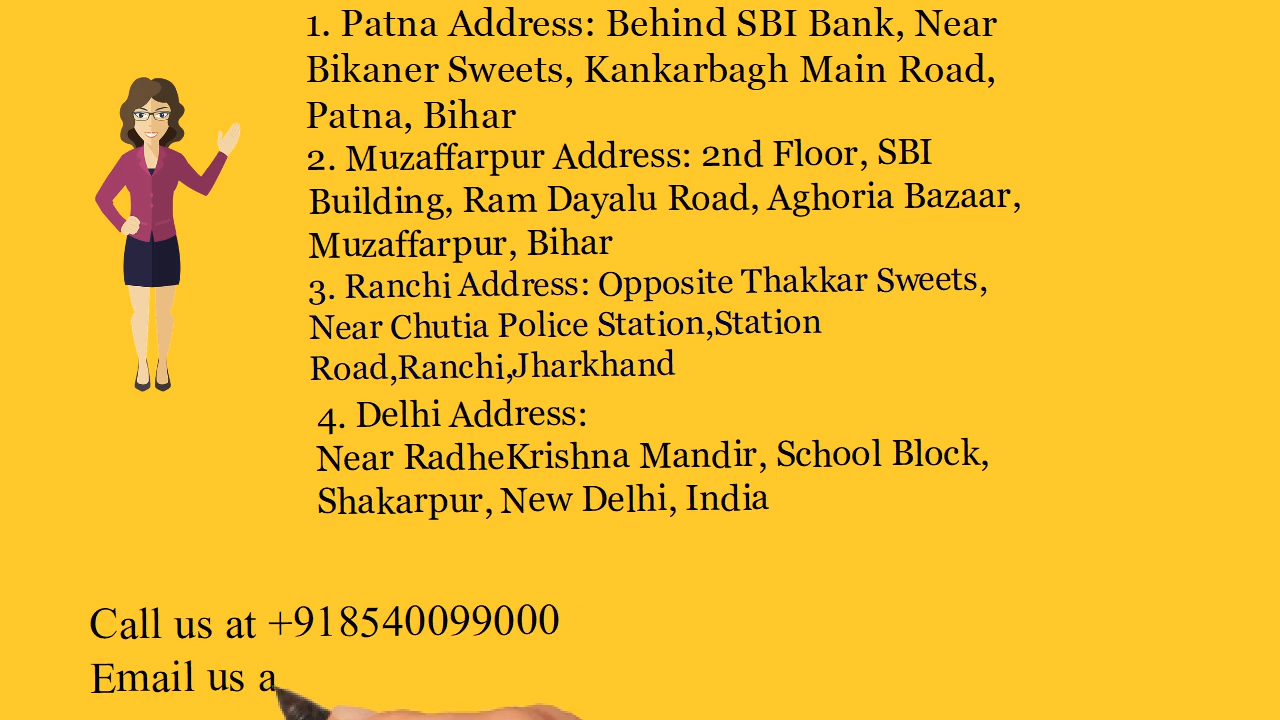 1. Patna Address: Behind SBI Bank, Near
Bikaner Sweets, Kankarbagh Main Road,
Patna, Bihar
2. Muzaffarpur Address: 2nd Floor, SBI
Building, Ram Dayalu Road, Aghoria Bazaar,
Muzaffarpur, Bihar
3. Ranchi Address: Opposite Thakkar Sweets,
Near Chutia Police Station,Station
Road,Ranchi,Jharkhand
4. Delhi Address:
Near RadheKrishna Mandir, School Block,
Shakarpur, New Delhi, India
Call us at +918540099000
Email us a